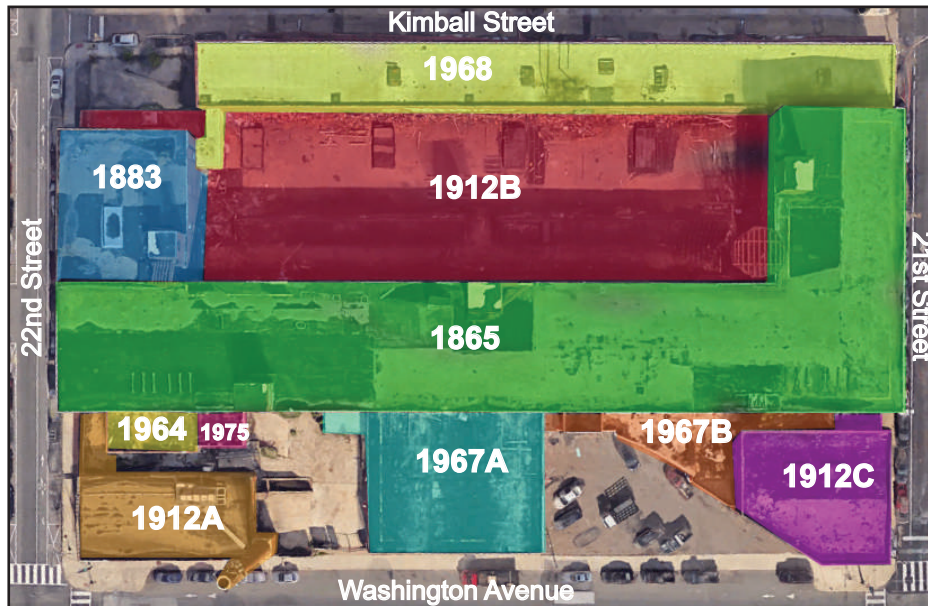 Kimball Street
1968
1883
1912B
22nd Street
21st Street
1865
1964
1975
1967A
1967B
1912C
1912A
Washington Avenue